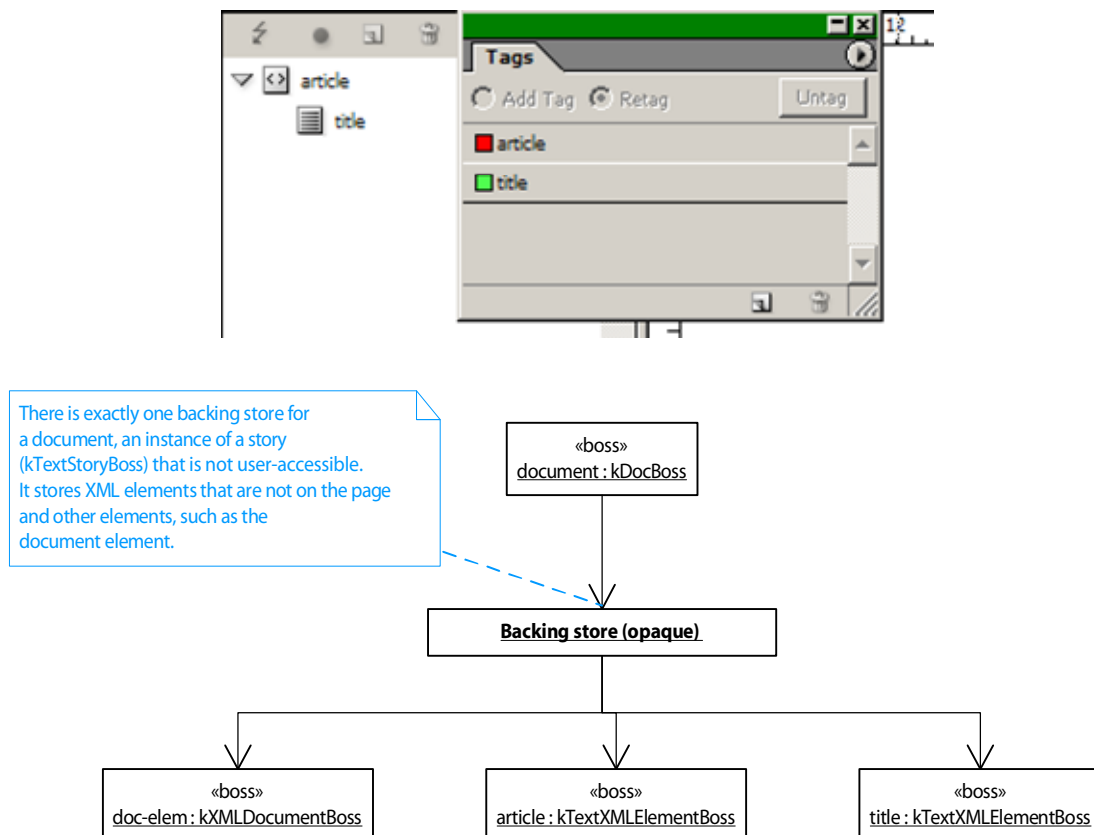 12
Tags
article
Add Tag Retag Untag
title
article
title
There is exactly one backing store for
a document, an instance of a story
(kTextStoryBoss) that is not user-accessible.
It stores XML elements that are not on the page
and other elements, such as the
document element.
«boss»
document : kDocBoss
Backing store (opaque)
«boss»
doc-elem : kXMLDocumentBoss
«boss»
article : kTextXMLElementBoss
«boss»
title : kTextXMLElementBoss